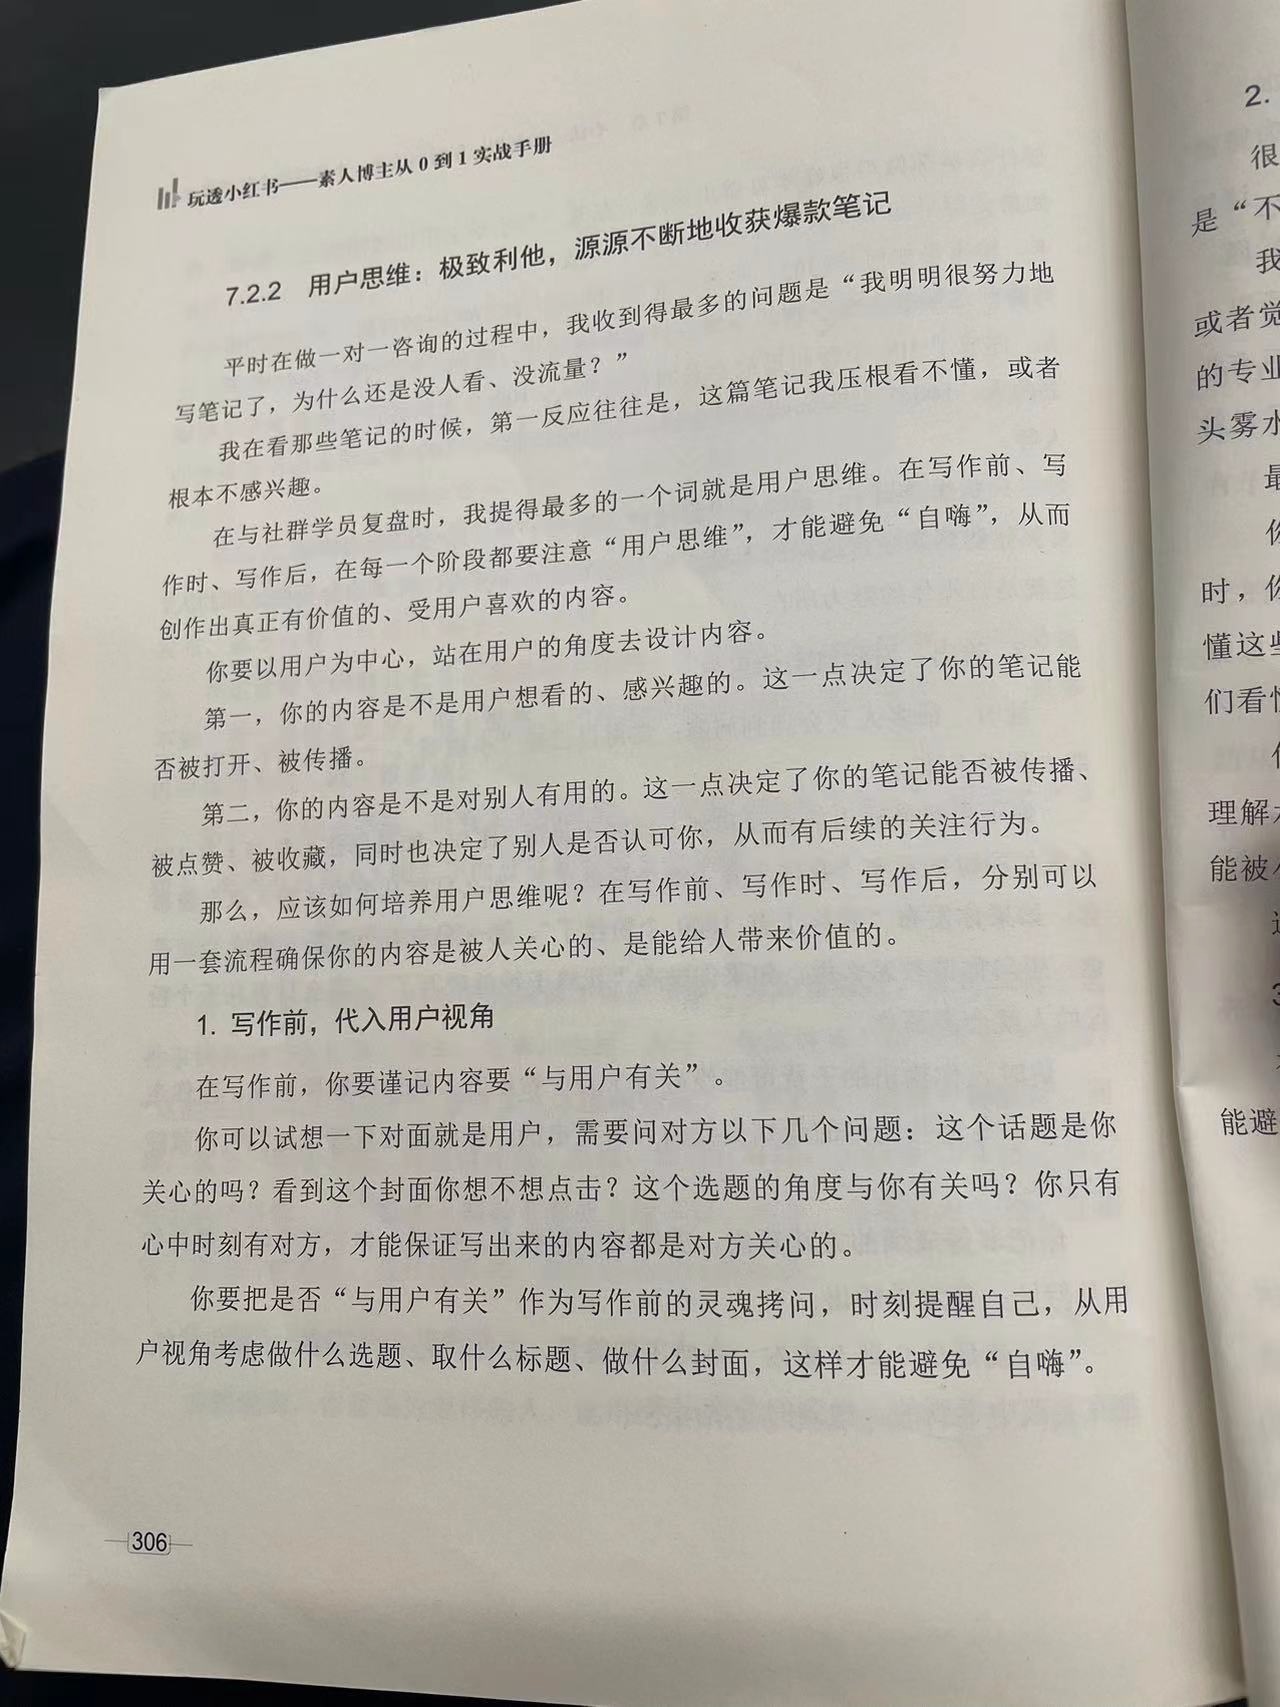 玩透小红书——素人博主从0到1实战手册
7.2.2 用户思维：极致利他，源源不断地收获爆款笔记
平时在做一对一咨询的过程中，我收到得最多的问题是“我明明很努力地
写笔记了，为什么还是没人看、没流量？”
我在看那些笔记的时候，第一反应往往是，这篇笔记我压根看不懂，或者
根本不感兴趣。
在与社群学员复盘时，我提得最多的一个词就是用户思维。在写作前、写
作时、写作后，在每一个阶段都要注意“用户思维”，才能避免“自嗨”，从而
创作出真正有价值的、受用户喜欢的内容。
你要以用户为中心，站在用户的角度去设计内容。
第一，你的内容是不是用户想看的、感兴趣的。这一点决定了你的笔记能
否被打开、被传播。
第二，你的内容是不是对别人有用的。这一点决定了你的笔记能否被传播、
被点赞、被收藏，同时也决定了别人是否认可你，从而有后续的关注行为。
那么，应该如何培养用户思维呢？在写作前、写作时、写作后，分别可以
用一套流程确保你的内容是被人关心的、是能给人带来价值的。
1. 写作前，代入用户视角
在写作前，你要谨记内容要“与用户有关”。
你可以试想一下对面就是用户，需要问对方以下几个问题：这个话题是你
关心的吗？看到这个封面你想不想点击？这个选题的角度与你有关吗？你只有
心中时刻有对方，才能保证写出来的内容都是对方关心的。
你要把是否“与用户有关”作为写作前的灵魂拷问，时刻提醒自己，从用
户视角考虑做什么选题、取什么标题、做什么封面，这样才能避免“自嗨”。
306
2.
很
是“不
我
或者觉
的专业
头雾水
最
时，你
懂这些
们看懂
理解
能被
能避